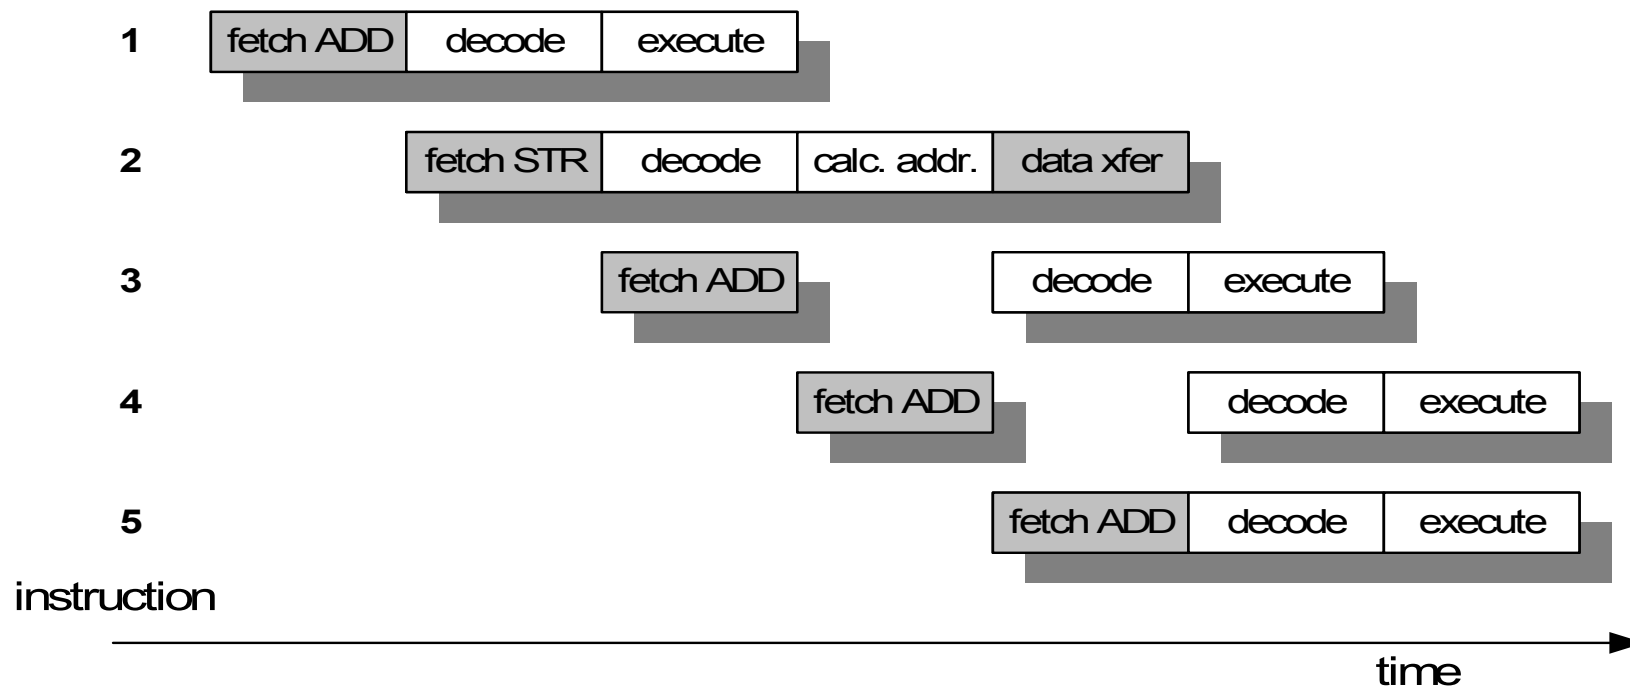 1 fetch ADD decode execute
2 fetch STR decode calc. addr. data xfer
3 fetch ADD decode execute
4 fetch ADD decode execute
5 fetch ADD decode execute
instruction
time